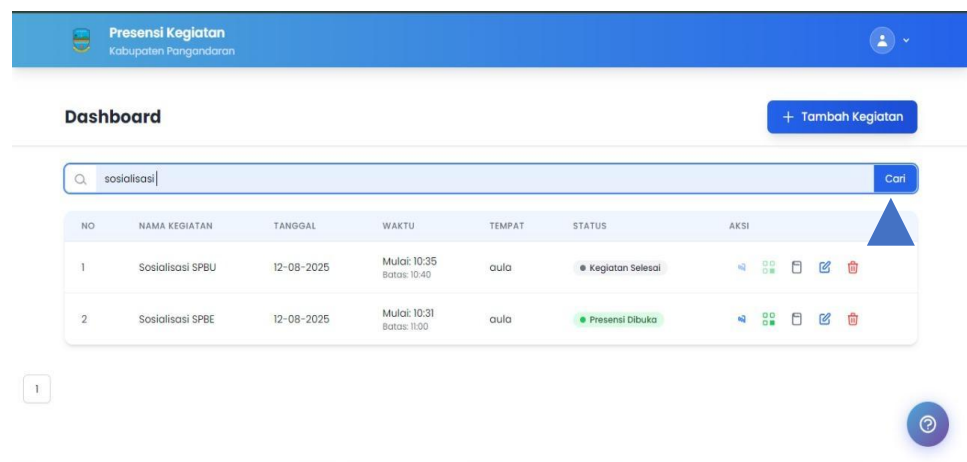 Presensi Kegiatan
Kabupaten Pangandaran
Dashboard
+ Tambah Kegiatan
sosialisasi
Cari
NO NAMA KEGIATAN TANGGAL WAKTU TEMPAT STATUS AKSI
1 Sosialisasi SPBU 12-08-2025 Mulai: 10:35 aula Kegiatan Selesai
Batas: 10:40
2 Sosialisasi SPBE 12-08-2025 Mulai: 10:31 aula Presensi Dibuka
Batas: 11:00
1
?